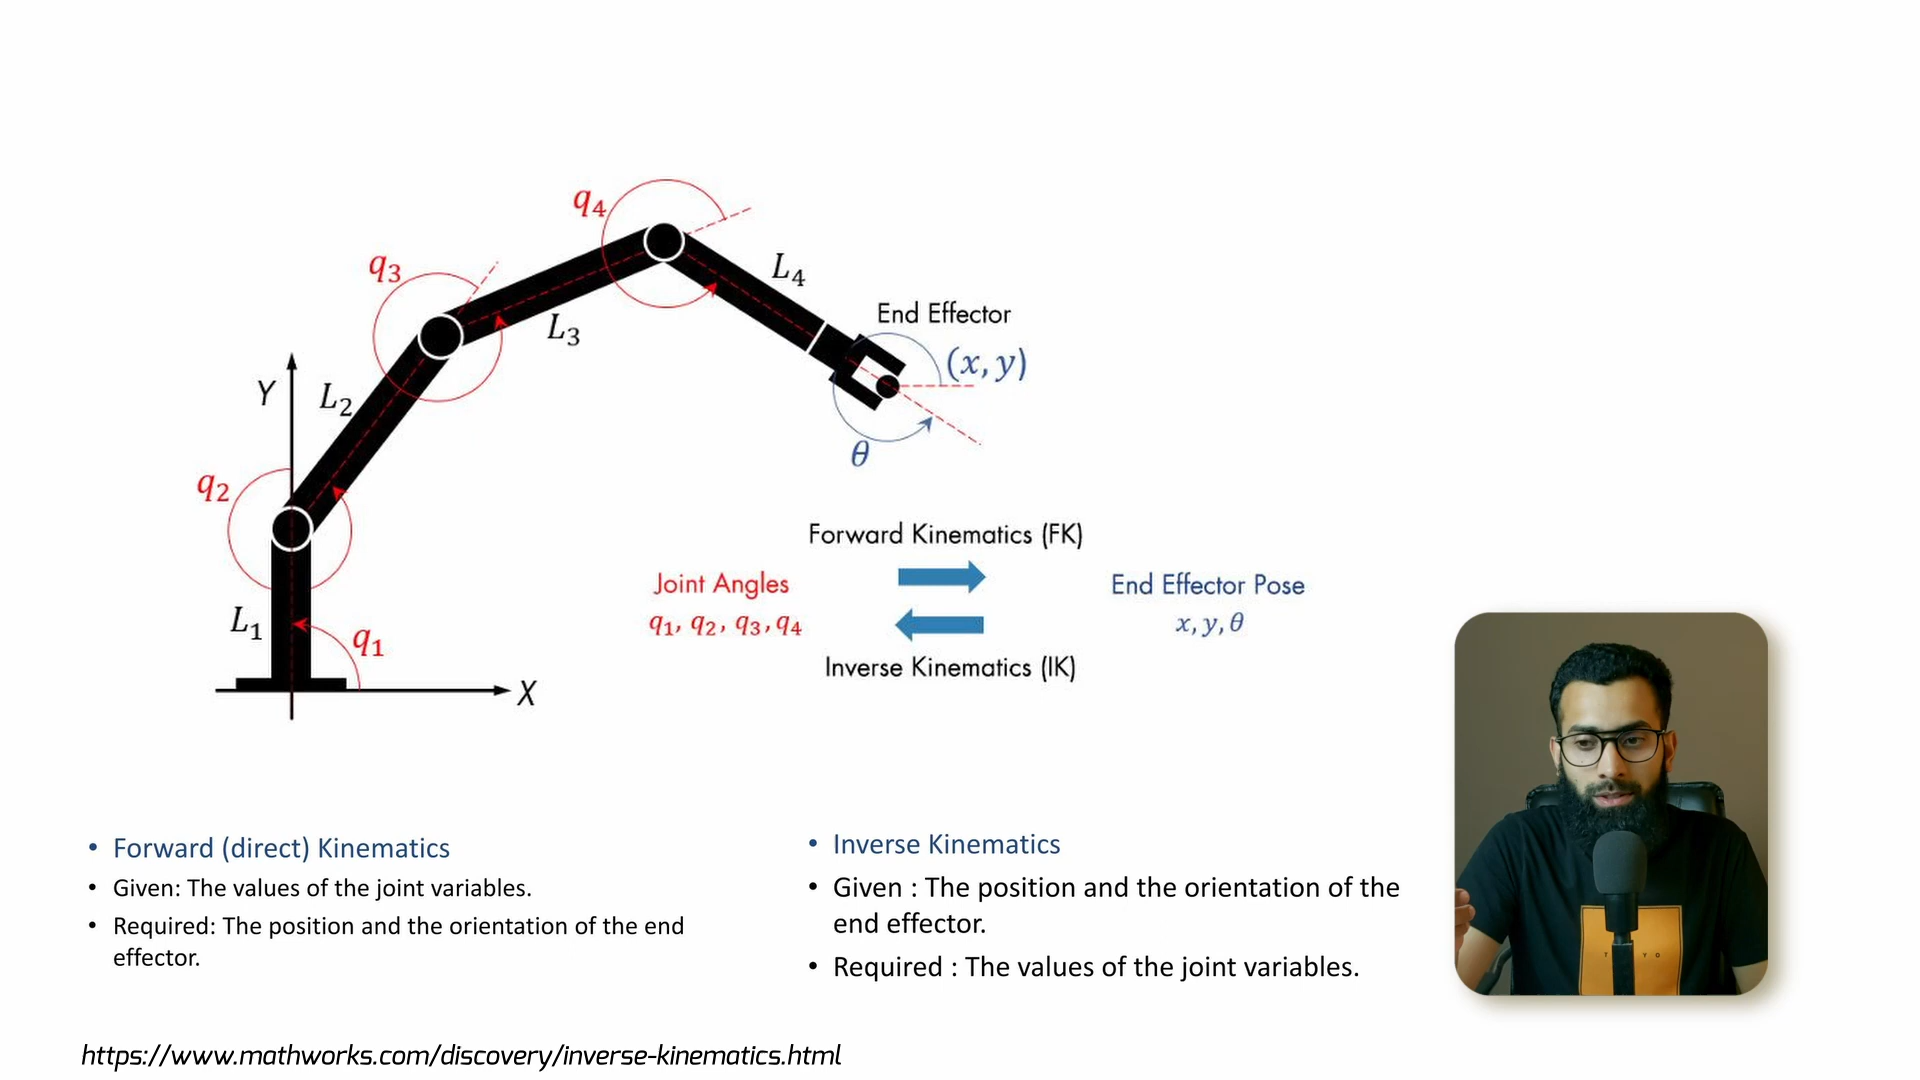 q4
q3
L4
End Effector
L3
(x, y)
Y
L2
θ
q2
Forward Kinematics (FK)
Joint Angles
End Effector Pose
L1
q1, q2, q3, q4
x, y, θ
q1
Inverse Kinematics (IK)
X
• Forward (direct) Kinematics
• Given: The values of the joint variables.
• Required: The position and the orientation of the end
effector.
• Inverse Kinematics
• Given : The position and the orientation of the
end effector.
• Required : The values of the joint variables.
https://www.mathworks.com/discovery/inverse-kinematics.html